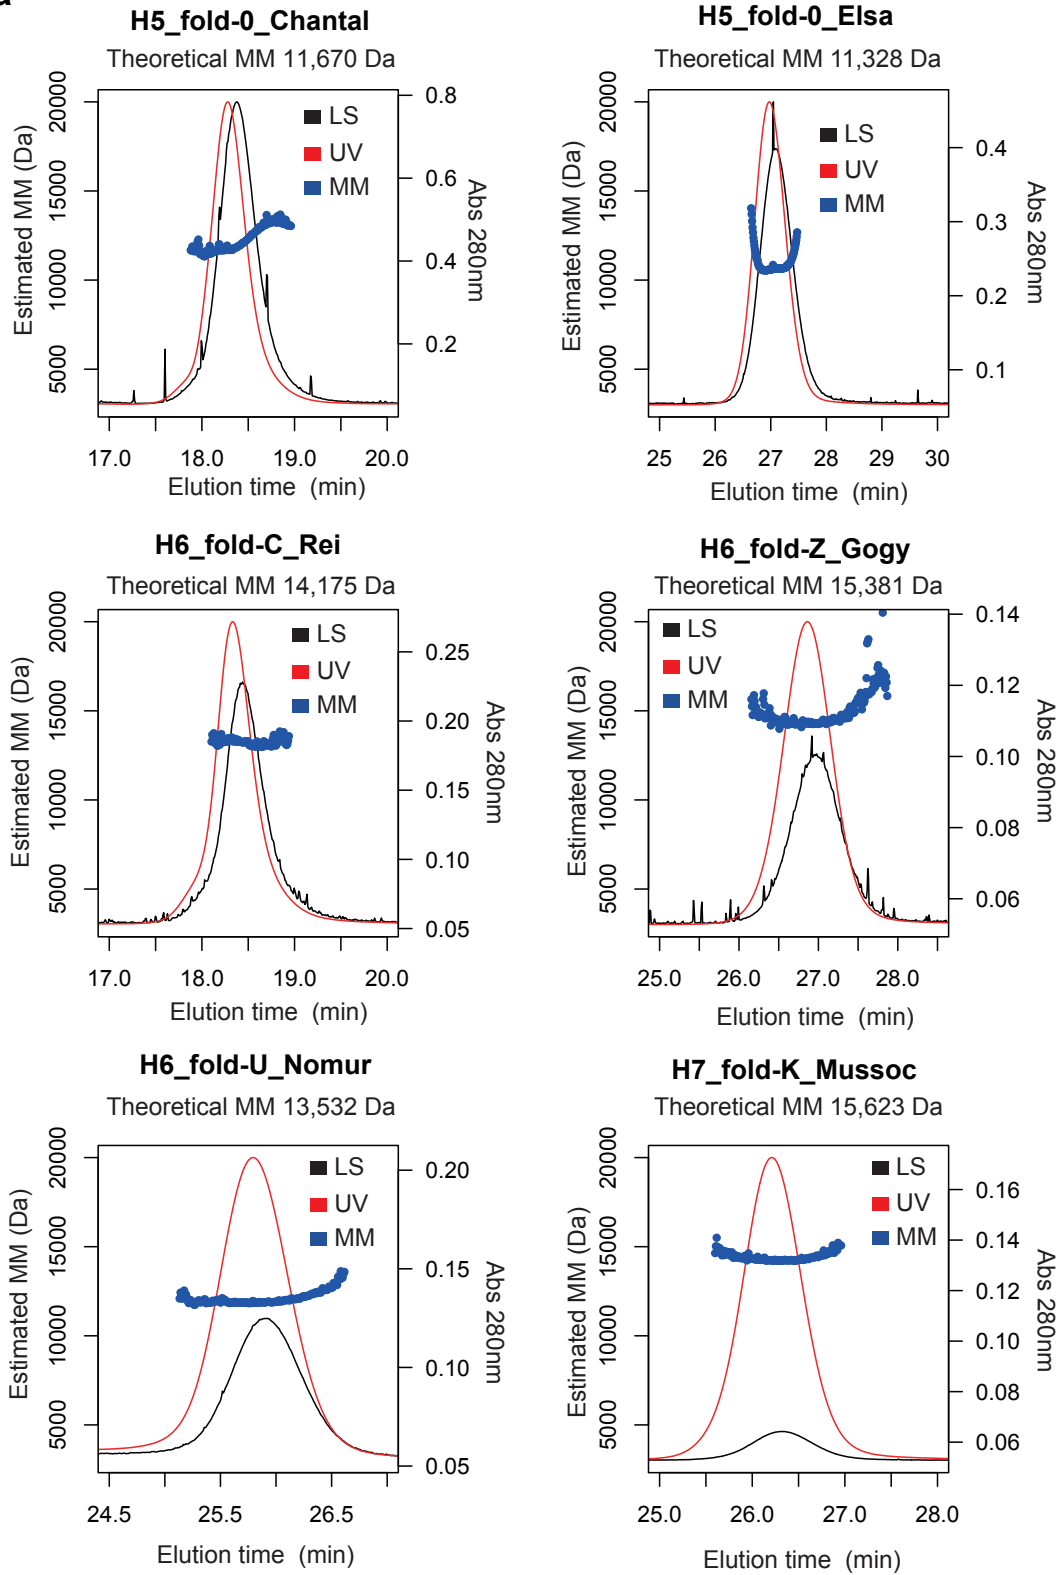 a
H5_fold-0_Chantal
Theoretical MM 11,670 Da
Estimated MM (Da)
20000
15000
10000
5000
LS
UV
MM
0.8
0.6
0.4
0.2
Abs 280nm
17.0 18.0 19.0 20.0
Elution time (min)
H5_fold-0_Elsa
Theoretical MM 11,328 Da
Estimated MM (Da)
20000
15000
10000
5000
LS
UV
MM
0.4
0.3
0.2
0.1
Abs 280nm
25 26 27 28 29 30
Elution time (min)
H6_fold-C_Rei
Theoretical MM 14,175 Da
Estimated MM (Da)
20000
15000
10000
5000
LS
UV
MM
0.25
0.20
0.15
0.10
0.05
Abs 280nm
17.0 18.0 19.0 20.0
Elution time (min)
H6_fold-Z_Gogy
Theoretical MM 15,381 Da
Estimated MM (Da)
20000
15000
10000
5000
LS
UV
MM
0.14
0.12
0.10
0.08
0.06
Abs 280nm
25.0 26.0 27.0 28.0
Elution time (min)
H6_fold-U_Nomur
Theoretical MM 13,532 Da
Estimated MM (Da)
20000
15000
10000
5000
LS
UV
MM
0.20
0.15
0.10
0.05
Abs 280nm
24.5 25.5 26.5
Elution time (min)
H7_fold-K_Mussoc
Theoretical MM 15,623 Da
Estimated MM (Da)
20000
15000
10000
5000
LS
UV
MM
0.16
0.14
0.12
0.10
0.08
0.06
Abs 280nm
25.0 26.0 27.0 28.0
Elution time (min)